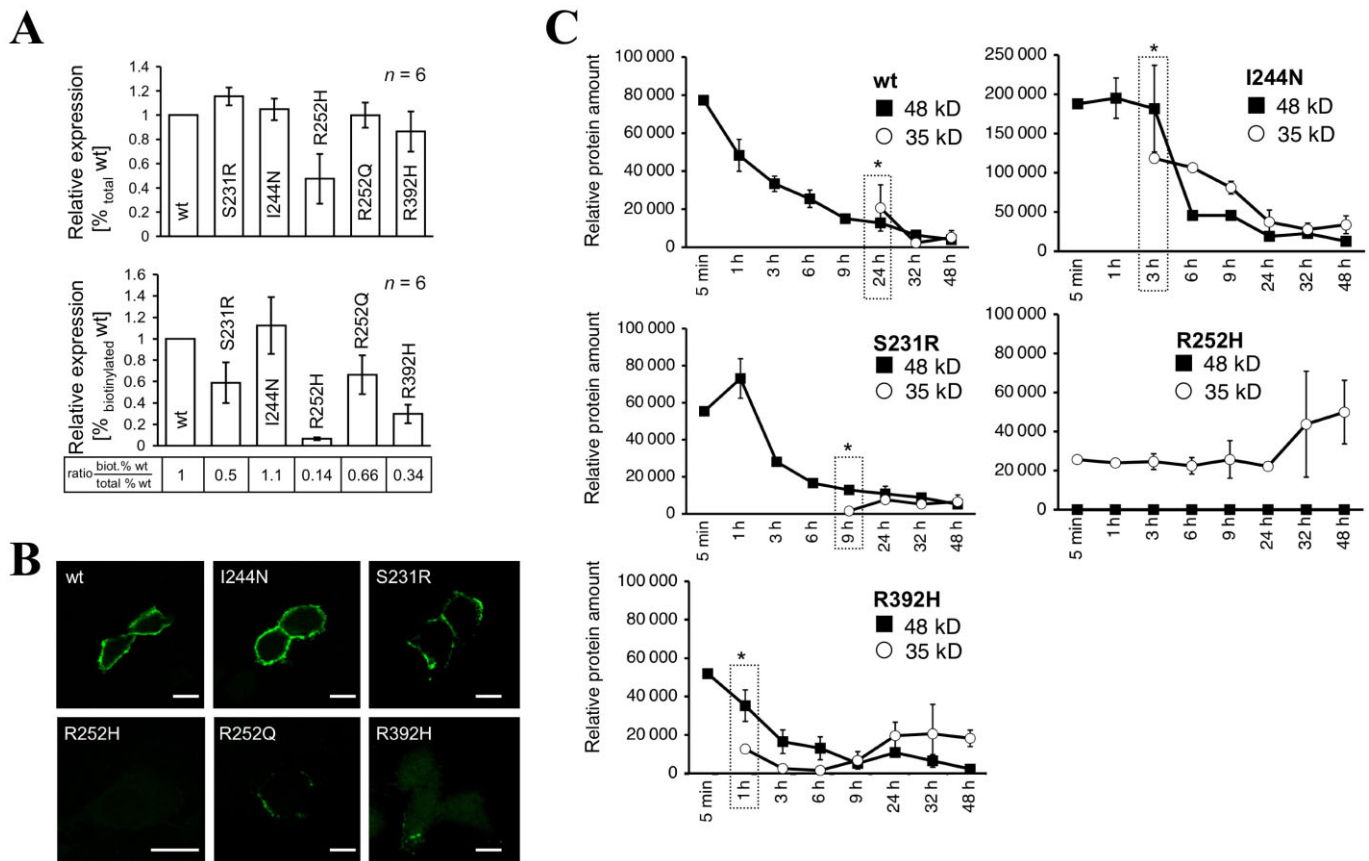 A
Relative expression
[% total wt]
1.4
1.2
1
0.8
0.6
0.4
0.2
0
n = 6
wt
S231R
I244N
R252H
R252Q
R392H
Relative expression
[% biotinylated wt]
1.6
1.4
1.2
1
0.8
0.6
0.4
0.2
0
n = 6
wt
S231R
I244N
R252H
R252Q
R392H
ratio biot.% wt / total % wt 1 0.5 1.1 0.14 0.66 0.34
B
wt I244N S231R
R252H R252Q R392H
C
Relative protein amount
100 000
80 000
60 000
40 000
20 000
0
wt
48 kD
35 kD
*
5 min 1 h 3 h 6 h 9 h 24 h 32 h 48 h
250 000
200 000
150 000
100 000
50 000
0
*
I244N
48 kD
35 kD
5 min 1 h 3 h 6 h 9 h 24 h 32 h 48 h
Relative protein amount
100 000
80 000
60 000
40 000
20 000
0
S231R
48 kD
35 kD
*
5 min 1 h 3 h 6 h 9 h 24 h 32 h 48 h
100 000
80 000
60 000
40 000
20 000
0
R252H
48 kD
35 kD
5 min 1 h 3 h 6 h 9 h 24 h 32 h 48 h
Relative protein amount
100 000
80 000
60 000
40 000
20 000
0
R392H
48 kD
35 kD
*
5 min 1 h 3 h 6 h 9 h 24 h 32 h 48 h